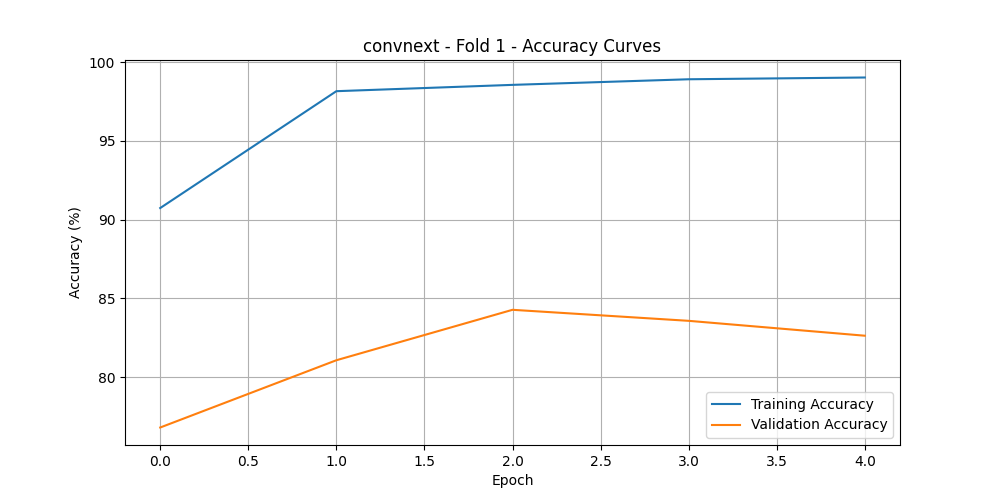 convnext - Fold 1 - Accuracy Curves
100
95
90
85
80
Accuracy (%)
0.0 0.5 1.0 1.5 2.0 2.5 3.0 3.5 4.0
Epoch
Training Accuracy
Validation Accuracy